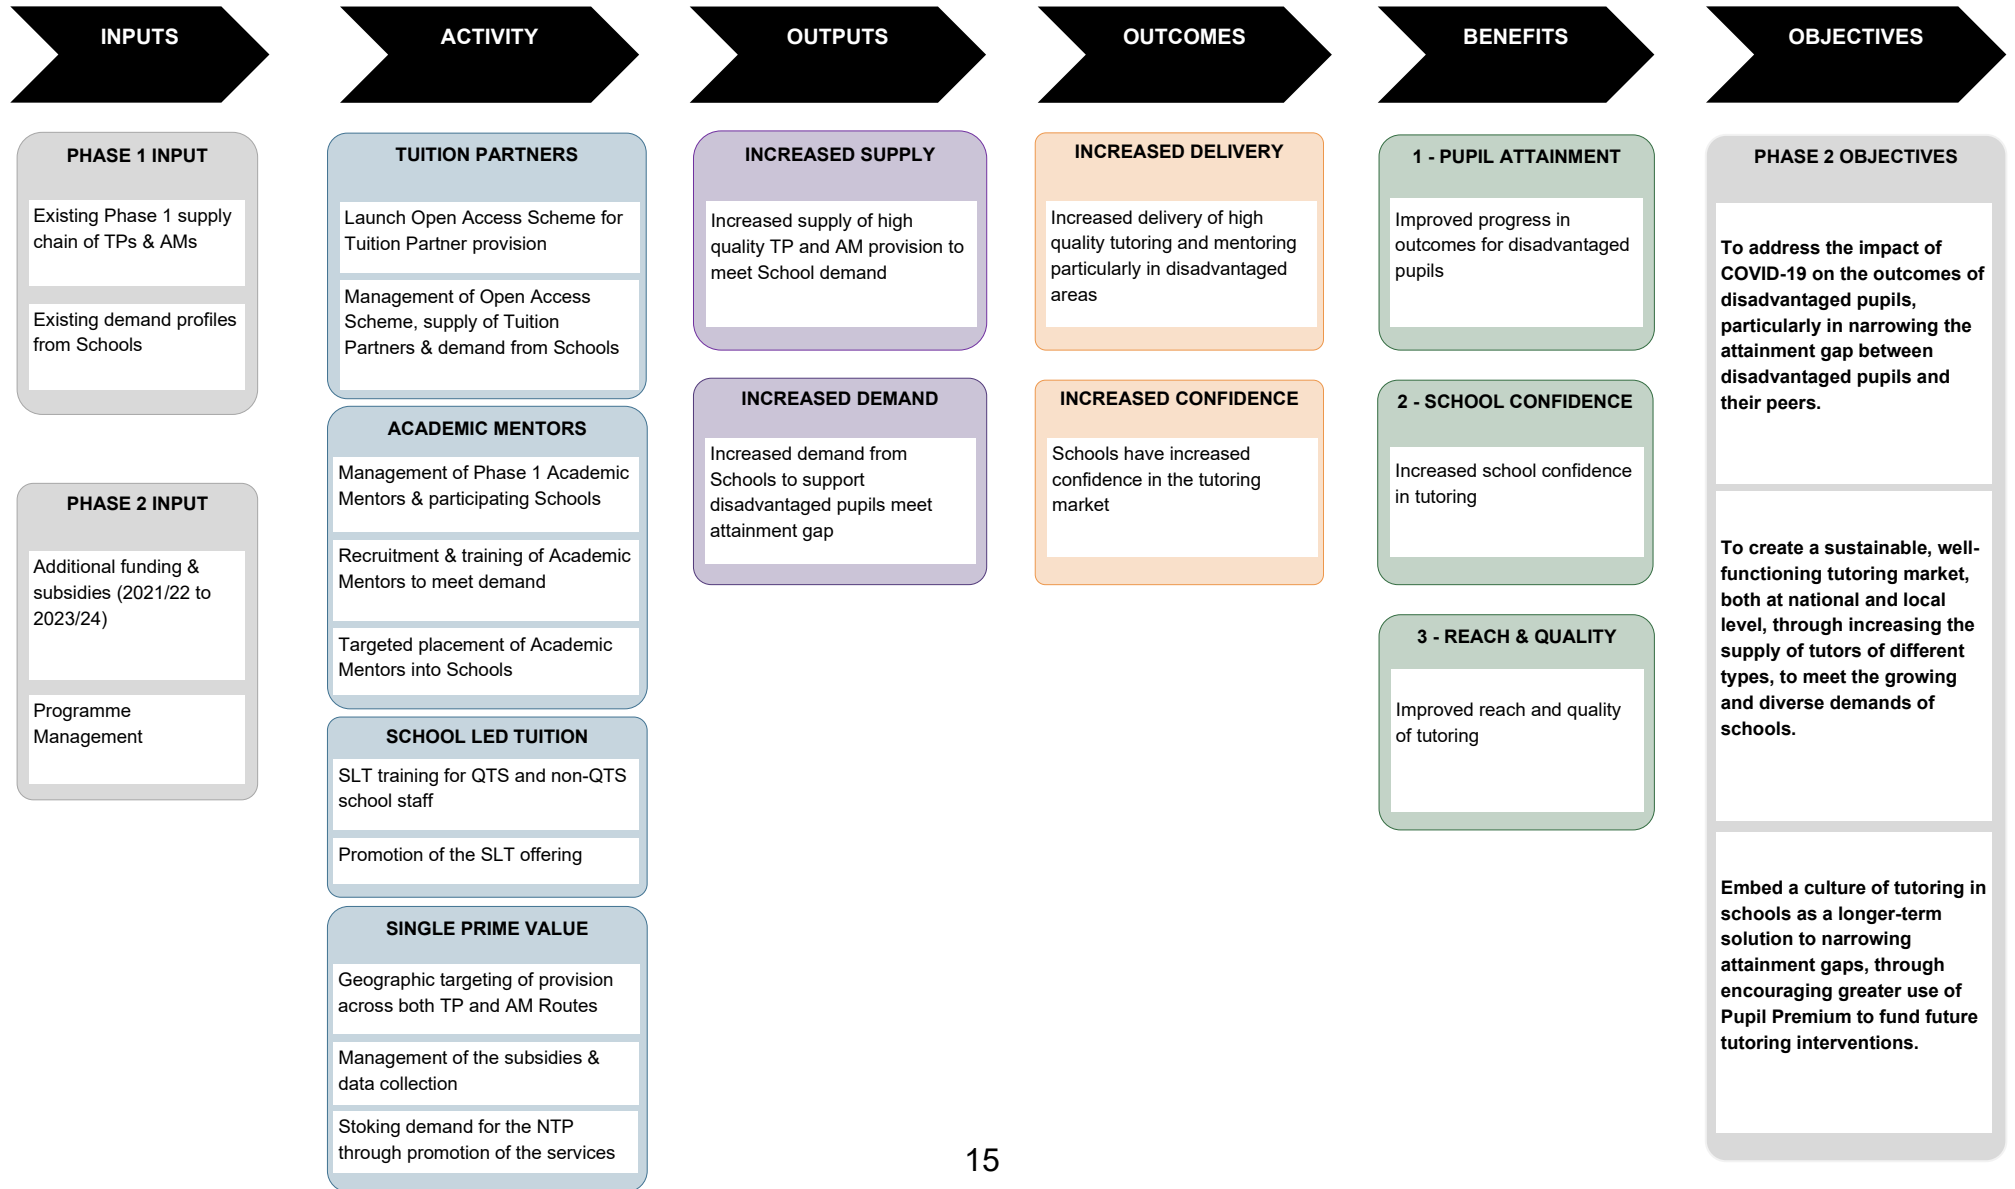 INPUTS
ACTIVITY
OUTPUTS
OUTCOMES
BENEFITS
OBJECTIVES
PHASE 1 INPUT
Existing Phase 1 supply
chain of TPs & AMs
Existing demand profiles
from Schools
PHASE 2 INPUT
Additional funding &
subsidies (2021/22 to
2023/24)
Programme
Management
TUITION PARTNERS
Launch Open Access Scheme for
Tuition Partner provision
Management of Open Access
Scheme, supply of Tuition
Partners & demand from Schools
ACADEMIC MENTORS
Management of Phase 1 Academic
Mentors & participating Schools
Recruitment & training of Academic
Mentors to meet demand
Targeted placement of Academic
Mentors into Schools
SCHOOL LED TUITION
SLT training for QTS and non-QTS
school staff
Promotion of the SLT offering
SINGLE PRIME VALUE
Geographic targeting of provision
across both TP and AM Routes
Management of the subsidies &
data collection
Stoking demand for the NTP
through promotion of the services
INCREASED SUPPLY
Increased supply of high
quality TP and AM provision to
meet School demand
INCREASED DEMAND
Increased demand from
Schools to support
disadvantaged pupils meet
attainment gap
INCREASED DELIVERY
Increased delivery of high
quality tutoring and mentoring
particularly in disadvantaged
areas
INCREASED CONFIDENCE
Schools have increased
confidence in the tutoring
market
1 - PUPIL ATTAINMENT
Improved progress in
outcomes for disadvantaged
pupils
2 - SCHOOL CONFIDENCE
Increased school confidence
in tutoring
3 - REACH & QUALITY
Improved reach and quality
of tutoring
PHASE 2 OBJECTIVES
To address the impact of
COVID-19 on the outcomes of
disadvantaged pupils,
particularly in narrowing the
attainment gap between
disadvantaged pupils and
their peers.
To create a sustainable, well-
functioning tutoring market,
both at national and local
level, through increasing the
supply of tutors of different
types, to meet the growing
and diverse demands of
schools.
Embed a culture of tutoring in
schools as a longer-term
solution to narrowing
attainment gaps, through
encouraging greater use of
Pupil Premium to fund future
tutoring interventions.
15